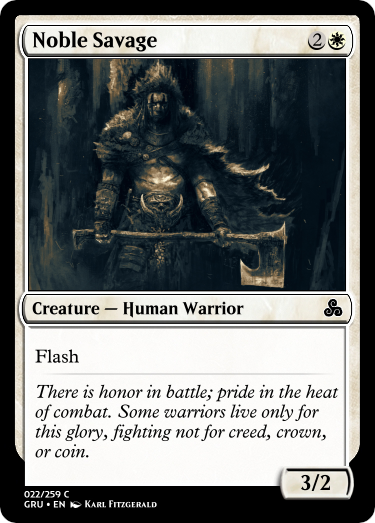 Noble Savage 2
Creature — Human Warrior
Flash
There is honor in battle; pride in the heat
of combat. Some warriors live only for
this glory, fighting not for creed, crown,
or coin.
3/2
022/259 C
GRU • EN Karl Fitzgerald